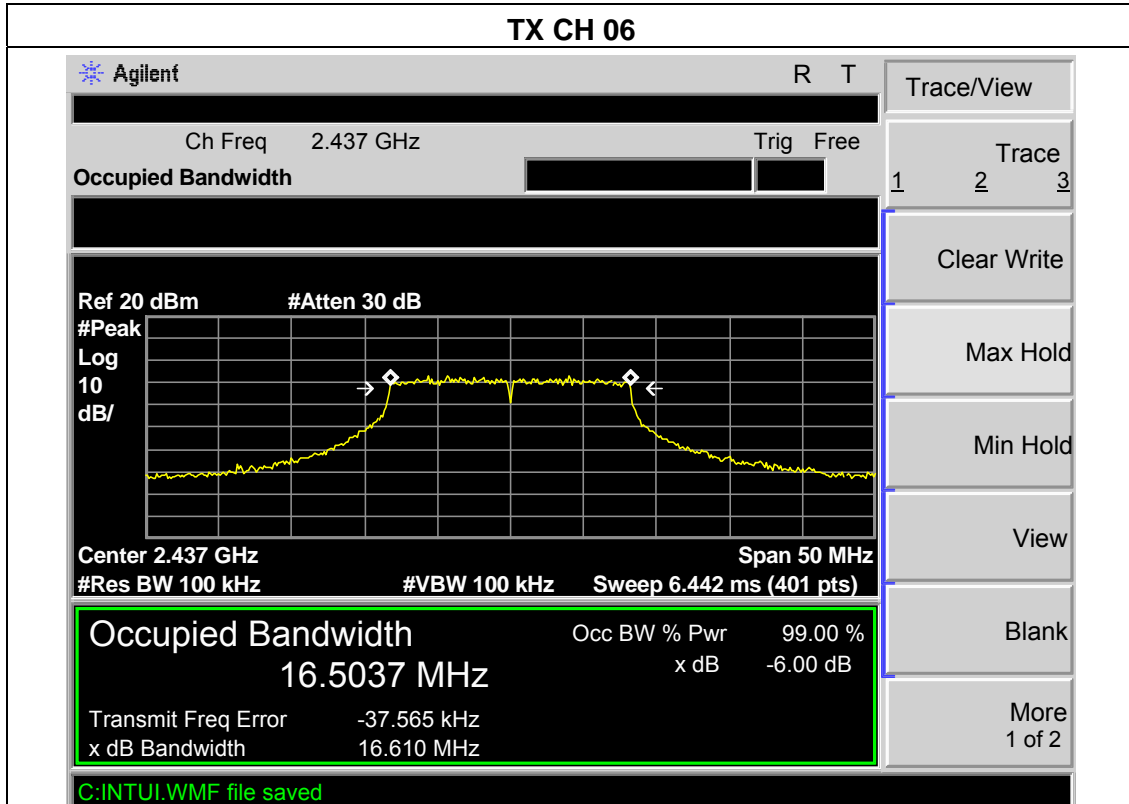 TX CH 06
Agilent R T
Ch Freq 2.437 GHz Trig Free
Occupied Bandwidth
Ref 20 dBm #Atten 30 dB
#Peak
Log
10
dB/
Center 2.437 GHz Span 50 MHz
#Res BW 100 kHz #VBW 100 kHz Sweep 6.442 ms (401 pts)
Occupied Bandwidth Occ BW % Pwr 99.00 %
16.5037 MHz x dB -6.00 dB
Transmit Freq Error -37.565 kHz
x dB Bandwidth 16.610 MHz
C:INTUI.WMF file saved
Trace/View
Trace
1 2 3
Clear Write
Max Hold
Min Hold
View
Blank
More
1 of 2